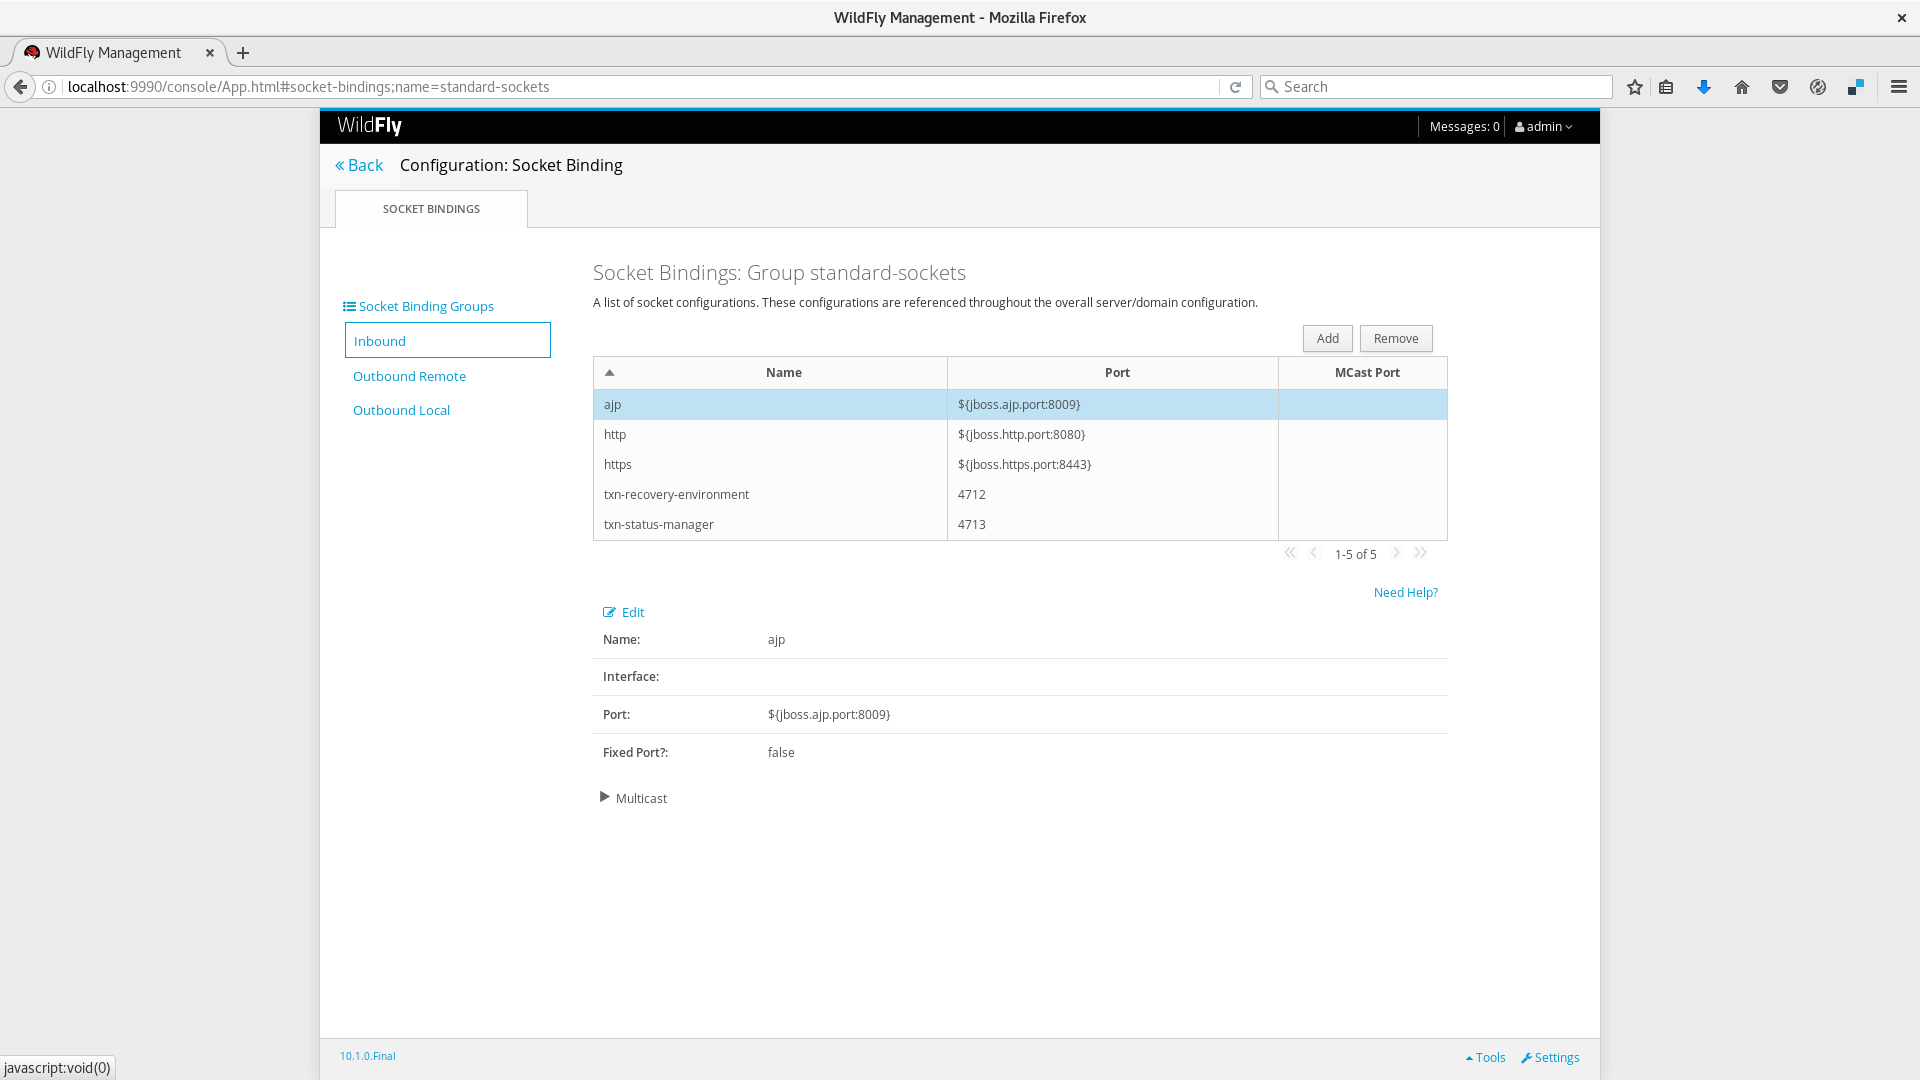 WildFly Management - Mozilla Firefox
WildFly Management
localhost:9990/console/App.html#socket-bindings;name=standard-sockets
Search
WildFly
Messages: 0
admin
Back
Configuration: Socket Binding
SOCKET BINDINGS
Socket Binding Groups
Inbound
Outbound Remote
Outbound Local
Socket Bindings: Group standard-sockets
A list of socket configurations. These configurations are referenced throughout the overall server/domain configuration.
Add
Remove
Name Port MCast Port
ajp ${jboss.ajp.port:8009}
http ${jboss.http.port:8080}
https ${jboss.https.port:8443}
txn-recovery-environment 4712
txn-status-manager 4713
1-5 of 5
Need Help?
Edit
Name: ajp
Interface:
Port: ${jboss.ajp.port:8009}
Fixed Port?: false
Multicast
10.1.0.Final
Tools
Settings
javascript:void(0)